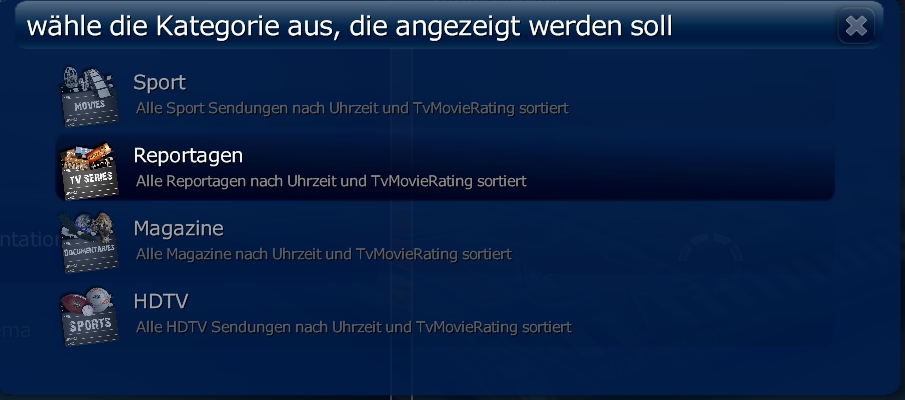 wähle die Kategorie aus, die angezeigt werden soll
Sport
Alle Sport Sendungen nach Uhrzeit und TvMovieRating sortiert
MOVIES
Reportagen
Alle Reportagen nach Uhrzeit und TvMovieRating sortiert
TV SERIES
Magazine
Alle Magazine nach Uhrzeit und TvMovieRating sortiert
DOCUMENTARIES
HDTV
Alle HDTV Sendungen nach Uhrzeit und TvMovieRating sortiert
SPORTS